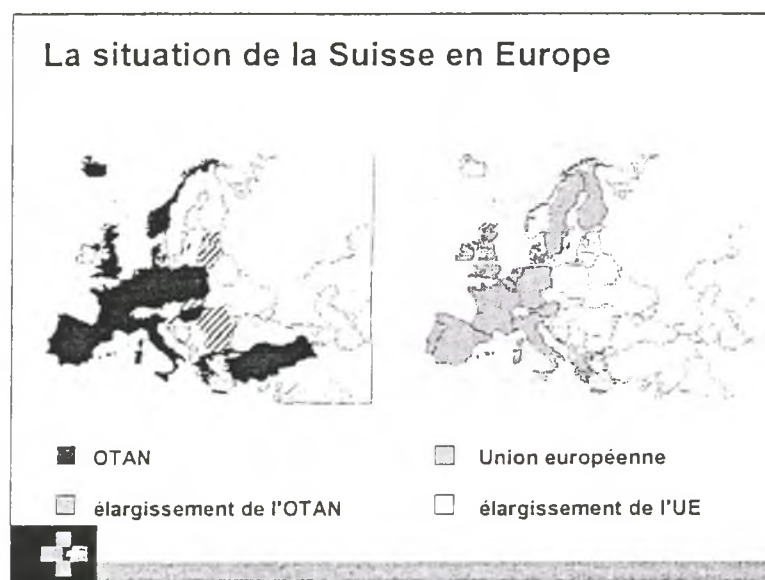 La situation de la Suisse en Europe
OTAN
élargissement de l'OTAN
Union européenne
élargissement de l'UE